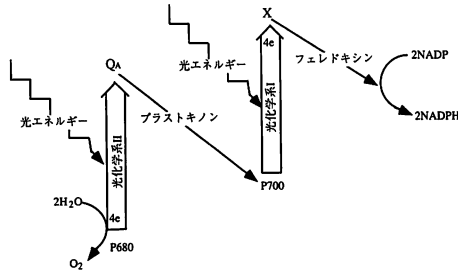 X
光エネルギー
4e
光化学系I
フェレドキシン
2NADP
2NADPH
QA
光エネルギー
光化学系II
プラストキノン
P700
2H2O
4e
O2
P680